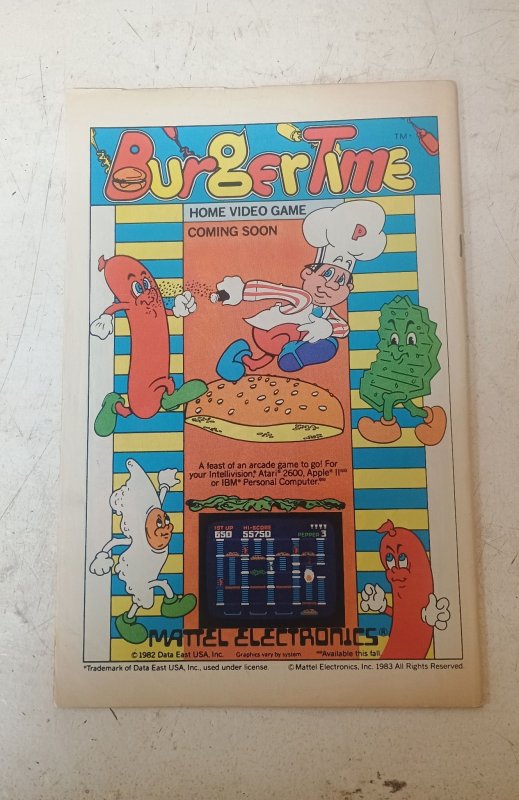 BurgerTime TM*
HOME VIDEO GAME
COMING SOON
P
A feast of an arcade game to go! For
your Intellivision,® Atari® 2600, Apple® II**
or IBM® Personal Computer.**
1ST UP HI-SCORE
650 55750 PEPPER 3
MATTEL ELECTRONICS®
©1982 Data East USA, Inc. Graphics vary by system. **Available this fall.
*Trademark of Data East USA, Inc., used under license. © Mattel Electronics, Inc. 1983 All Rights Reserved.